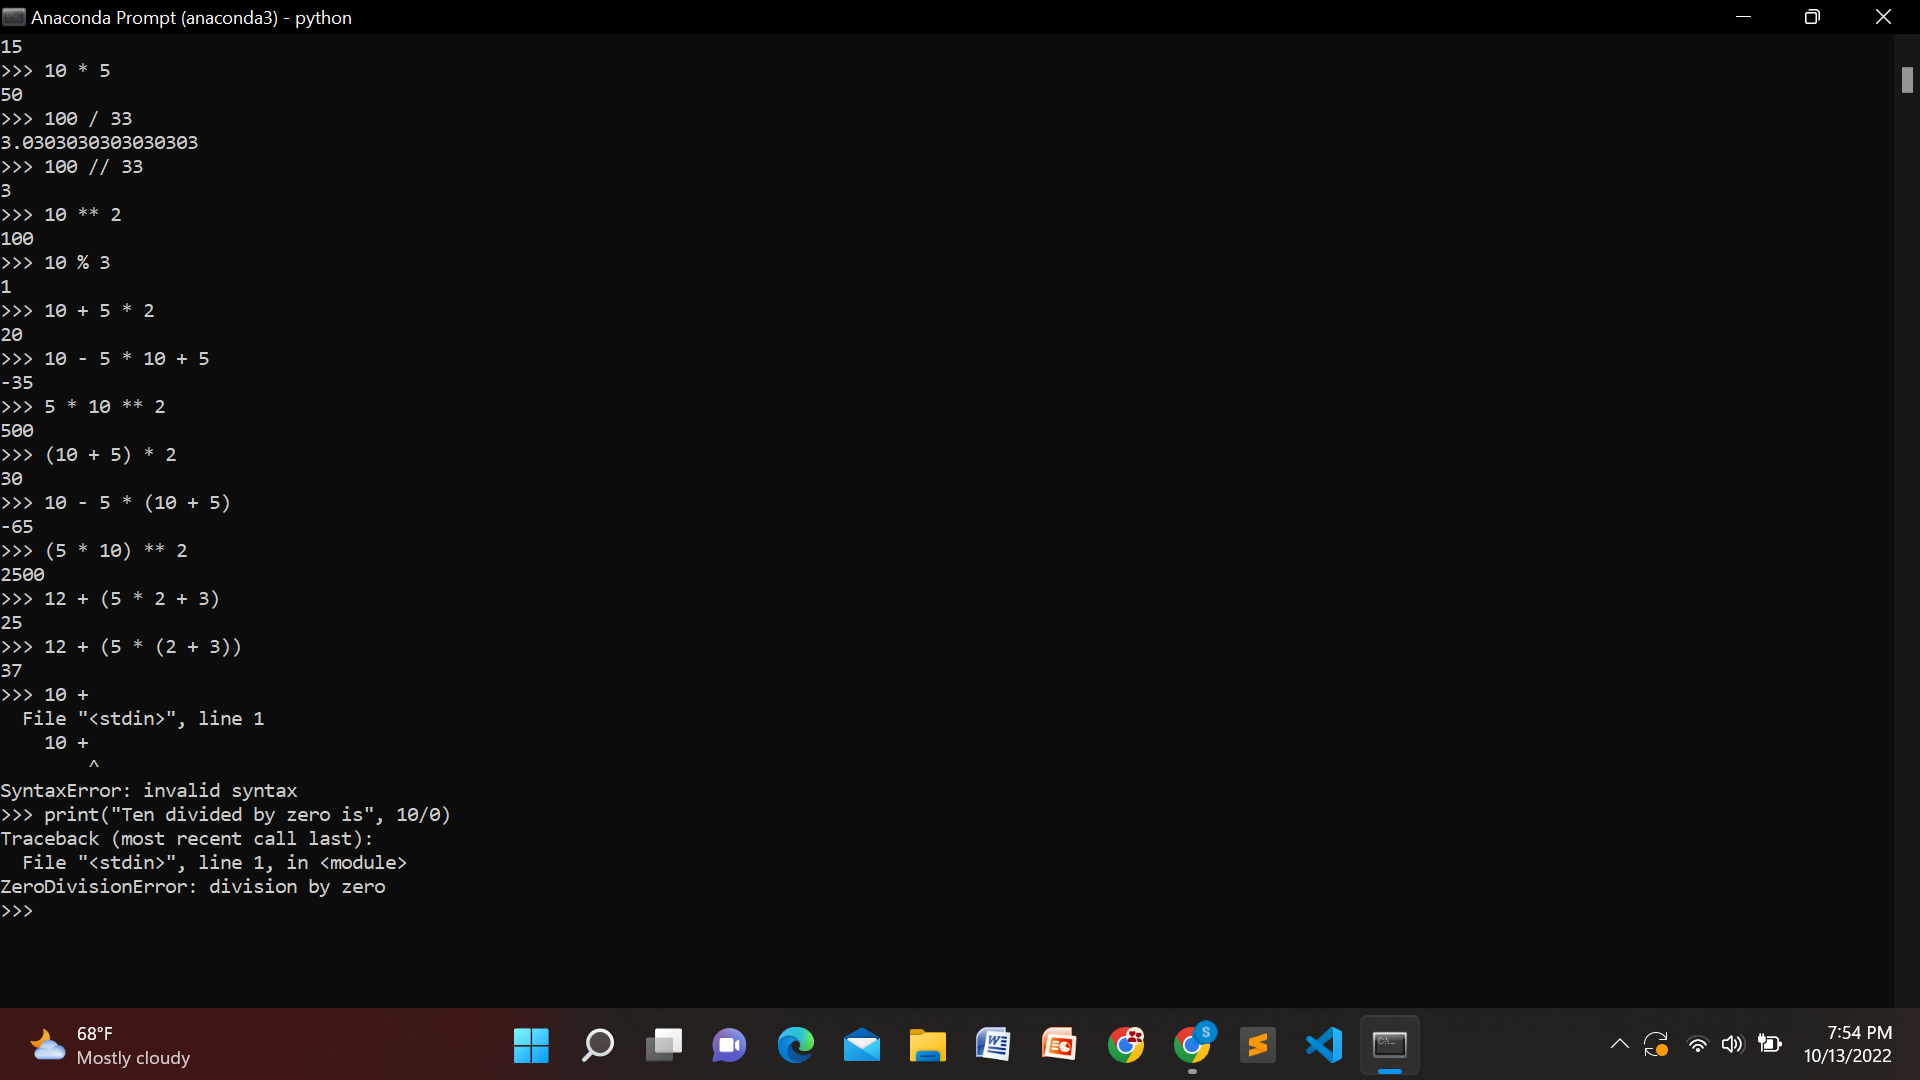 Anaconda Prompt (anaconda3) - python
15
>>> 10 * 5
50
>>> 100 / 33
3.0303030303030303
>>> 100 // 33
3
>>> 10 ** 2
100
>>> 10 % 3
1
>>> 10 + 5 * 2
20
>>> 10 - 5 * 10 + 5
-35
>>> 5 * 10 ** 2
500
>>> (10 + 5) * 2
30
>>> 10 - 5 * (10 + 5)
-65
>>> (5 * 10) ** 2
2500
>>> 12 + (5 * 2 + 3)
25
>>> 12 + (5 * (2 + 3))
37
>>> 10 +
  File "<stdin>", line 1
    10 +
        ^
SyntaxError: invalid syntax
>>> print("Ten divided by zero is", 10/0)
Traceback (most recent call last):
  File "<stdin>", line 1, in <module>
ZeroDivisionError: division by zero
>>>
68°F
Mostly cloudy
S
7:54 PM
10/13/2022